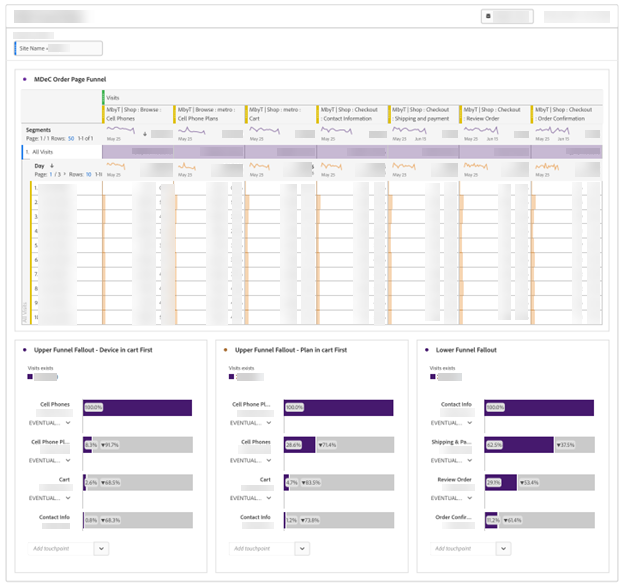 Site Name -
MDeC Order Page Funnel
Visits
MbyT | Shop : Browse :
Cell Phones
MbyT | Browse : metro :
Cell Phone Plans
MbyT | Shop : metro :
Cart
MbyT | Shop : Checkout
: Contact Information
MbyT | Shop : Checkout
: Shipping and payment
MbyT | Shop : Checkout
: Review Order
MbyT | Shop : Checkout
: Order Confirmation
Segments
Page: 1 / 1 Rows: 50 1-1 of 1
May 25
May 25
May 25
May 25
May 25 Jun 15
May 25
May 25
1. All Visits
Day
Page: 1 / 3 > Rows: 10
May 25
May 25
May 25
May 25
May 25 Jun 15
May 25
May 25
1.
2.
3.
4.
5.
6.
7.
8.
9.
All Visits
Upper Funnel Fallout - Device in cart First
Visits exists
Cell Phones
100.0%
EVENTUAL...
Cell Phone Pl...
8.3% ▼91.7%
EVENTUAL...
Cart
2.6% ▼68.5%
EVENTUAL...
Contact Info
0.8% ▼68.3%
Add touchpoint
Upper Funnel Fallout - Plan in cart First
Visits exists
Cell Phone Pl...
100.0%
EVENTUAL...
Cell Phones
28.6% ▼71.4%
EVENTUAL...
Cart
4.7% ▼83.5%
EVENTUAL...
Contact Info
1.2% ▼73.8%
Add touchpoint
Lower Funnel Fallout
Visits exists
Contact Info
100.0%
EVENTUAL...
Shipping & Pa...
62.5% ▼37.5%
EVENTUAL...
Review Order
29.1% ▼53.4%
EVENTUAL...
Order Confir...
11.2% ▼61.4%
Add touchpoint